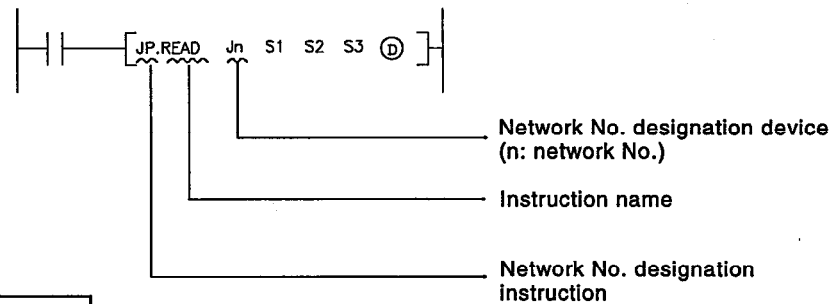 JP.READ Jn S1 S2 S3 D
Network No. designation device
(n: network No.)
Instruction name
Network No. designation
instruction